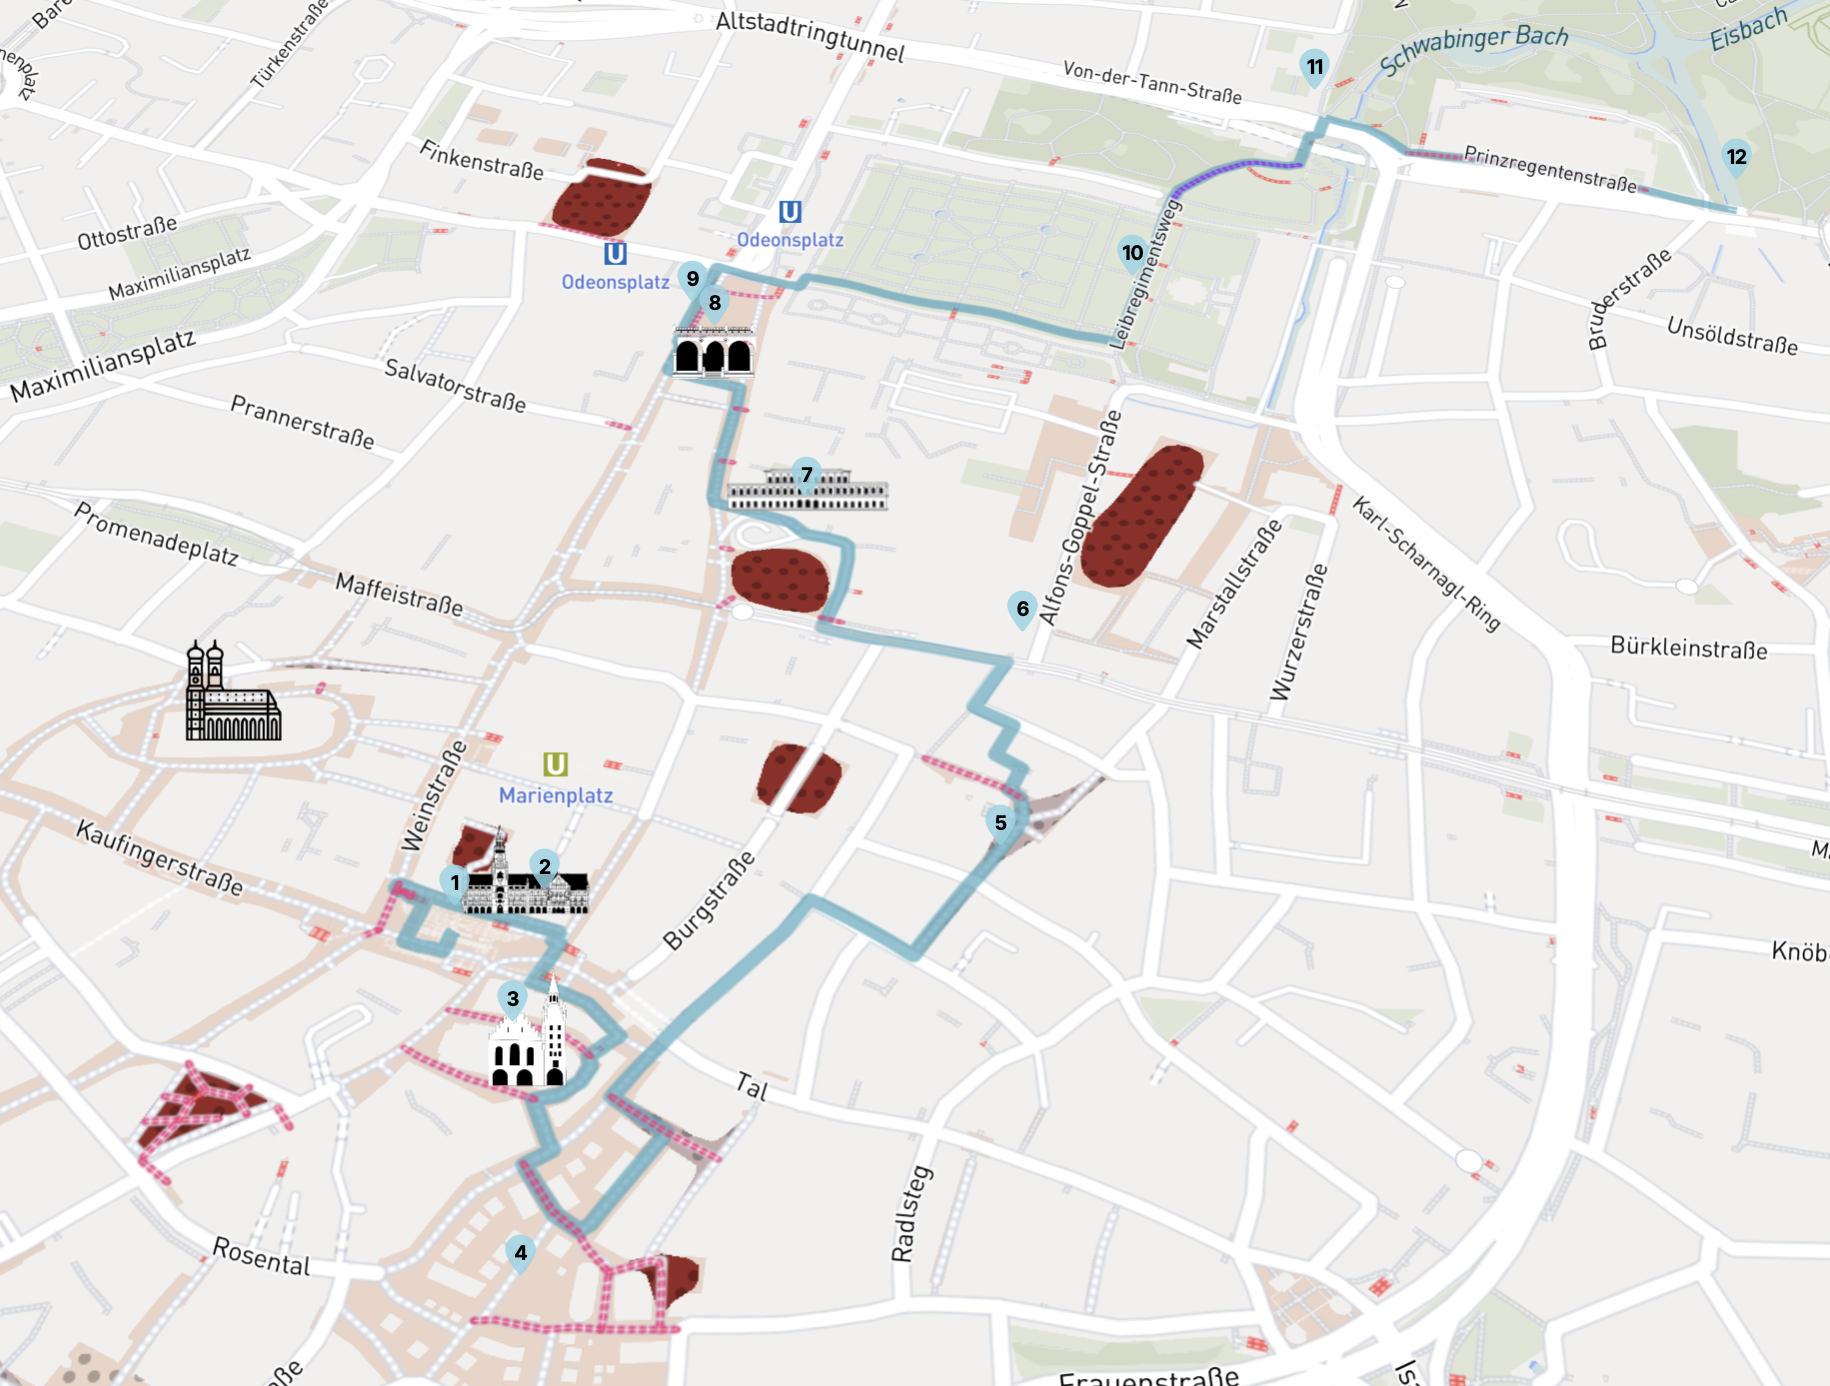 Altstadtringtunnel
Türkenstraße
Schwabinger Bach
Eisbach
11
Von-der-Tann-Straße
12
Prinzregentenstraße
Finkenstraße
U
Odeonsplatz
U
Odeonsplatz
Ottostraße
Maximiliansplatz
Leibregimentsweg
10
9
8
Bruderstraße
Unsöldstraße
Maximiliansplatz
Salvatorstraße
Prannerstraße
7
Alfons-Goppel-Straße
Karl-Scharnagl-Ring
Promenadeplatz
Maffeistraße
6
Marstallstraße
Wurzerstraße
Bürkleinstraße
U
Marienplatz
Weinstraße
5
Kaufingerstraße
1
2
Burgstraße
Knöb
3
Tal
Radlsteg
4
Rosental
Frauenstraße